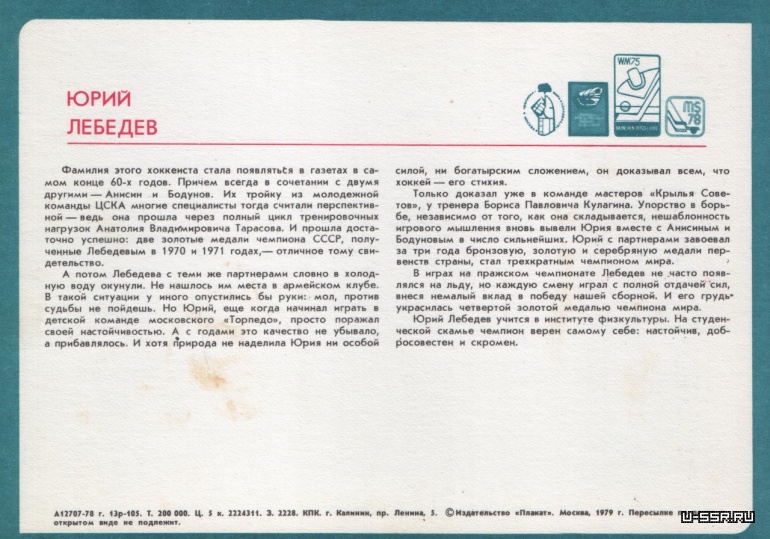 ЮРИЙ
ЛЕБЕДЕВ
WM75
MÜNCHEN DÜSSELDORF
MS
78
Фамилия этого хоккеиста стала появляться в газетах в са-
мом конце 60-х годов. Причем всегда в сочетании с двумя
другими — Анисин и Бодунов. Их тройку из молодежной
команды ЦСКА многие специалисты тогда считали перспектив-
ной — ведь она прошла через полный цикл тренировочных
нагрузок Анатолия Владимировича Тарасова. И прошла доста-
точно успешно: две золотые медали чемпиона СССР, полу-
ченные Лебедевым в 1970 и 1971 годах,— отличное тому сви-
детельство.
А потом Лебедева с теми же партнерами словно в холод-
ную воду окунули. Не нашлось им места в армейском клубе.
В такой ситуации у иного опустились бы руки: мол, против
судьбы не пойдешь. Но Юрий, еще когда начинал играть в
детской команде московского «Торпедо», просто поражал
своей настойчивостью. А с годами это качество не убывало,
а прибавлялось. И хотя природа не наделила Юрия ни особой
силой, ни богатырским сложением, он доказывал всем, что
хоккей — его стихия.
Только доказал уже в команде мастеров «Крылья Сове-
тов», у тренера Бориса Павловича Кулагина. Упорство в борь-
бе, независимо от того, как она складывается, нешаблонность
игрового мышления вновь вывели Юрия вместе с Анисиным и
Бодуновым в число сильнейших. Юрий с партнерами завоевал
за три года бронзовую, золотую и серебряную медали пер-
венств страны, стал трехкратным чемпионом мира.
В играх на пражском чемпионате Лебедев не часто появ-
лялся на льду, но каждую смену играл с полной отдачей сил,
внеся немалый вклад в победу нашей сборной. И его грудь
украсилась четвертой золотой медалью чемпиона мира.
Юрий Лебедев учится в институте физкультуры. На студен-
ческой скамье чемпион верен самому себе: настойчив, доб-
росовестен и скромен.
А12707-78 г. 13р-105. Т. 200 000. Ц. 5 к. 2224311. З. 2228. КПК. г. Калинин, пр. Ленина, 5. ©Издательство «Плакат». Москва, 1979 г. Пересылке по
открытом виде не подлежит.
U-SSR.RU